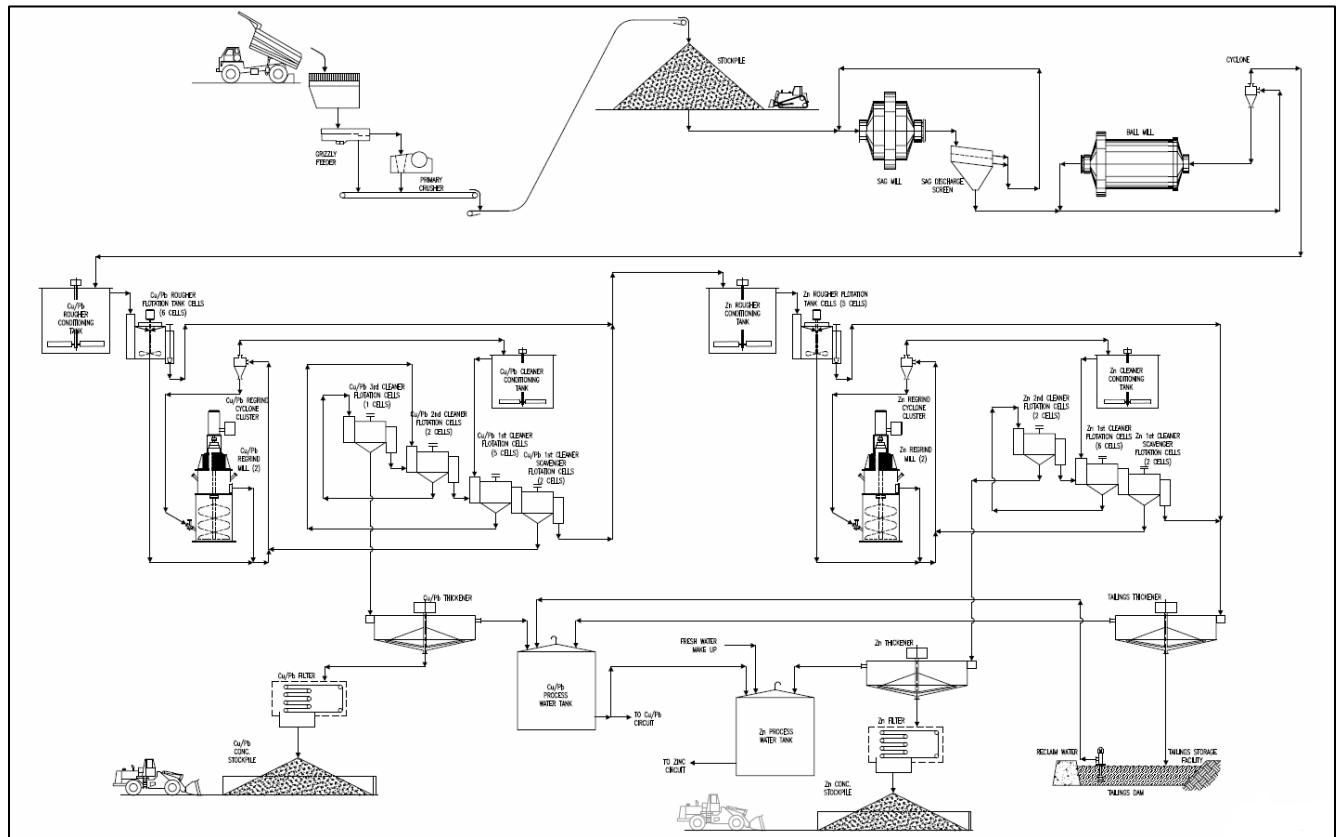 STOCKPILE
CYCLONE
GRIZZLY
FEEDER
PRIMARY
CRUSHER
SAG MILL
SAG DISCHARGE
SCREEN
BALL MILL
Cu/Pb
ROUGHER
CONDITIONING
TANK
Cu/Pb ROUGHER
FLOTATION TANK CELLS
(6 CELLS)
Zn ROUGHER
CONDITIONING
TANK
Zn ROUGHER FLOTATION
TANK CELLS (5 CELLS)
Cu/Pb CLEANER
CONDITIONING
TANK
Zn CLEANER
CONDITIONING
TANK
Cu/Pb REGRIND
CYCLONE
CLUSTER
Cu/Pb
REGRIND
MILL (2)
Cu/Pb 3rd CLEANER
FLOTATION CELLS
(1 CELLS)
Cu/Pb 2nd CLEANER
FLOTATION CELLS
(2 CELLS)
Cu/Pb 1st CLEANER
FLOTATION CELLS
(5 CELLS)
Cu/Pb 1st CLEANER
SCAVENGER
FLOTATION CELLS
(2 CELLS)
Zn REGRIND
CYCLONE
CLUSTER
Zn REGRIND
MILL (2)
Zn 2nd CLEANER
FLOTATION CELLS
(2 CELLS)
Zn 1st CLEANER
FLOTATION CELLS
(6 CELLS)
Zn 1st CLEANER
SCAVENGER
FLOTATION CELLS
(2 CELLS)
Cu/Pb THICKENER
TAILINGS THICKENER
FRESH WATER
MAKE UP
Zn THICKENER
Cu/Pb FILTER
Cu/Pb
PROCESS
WATER TANK
TO Cu/Pb
CIRCUIT
Zn PROCESS
WATER TANK
Zn FILTER
TO ZINC
CIRCUIT
Cu/Pb
CONC.
STOCKPILE
RECLAIM WATER
TAILINGS STORAGE
FACILITY
TAILINGS DAM
Zn CONC.
STOCKPILE